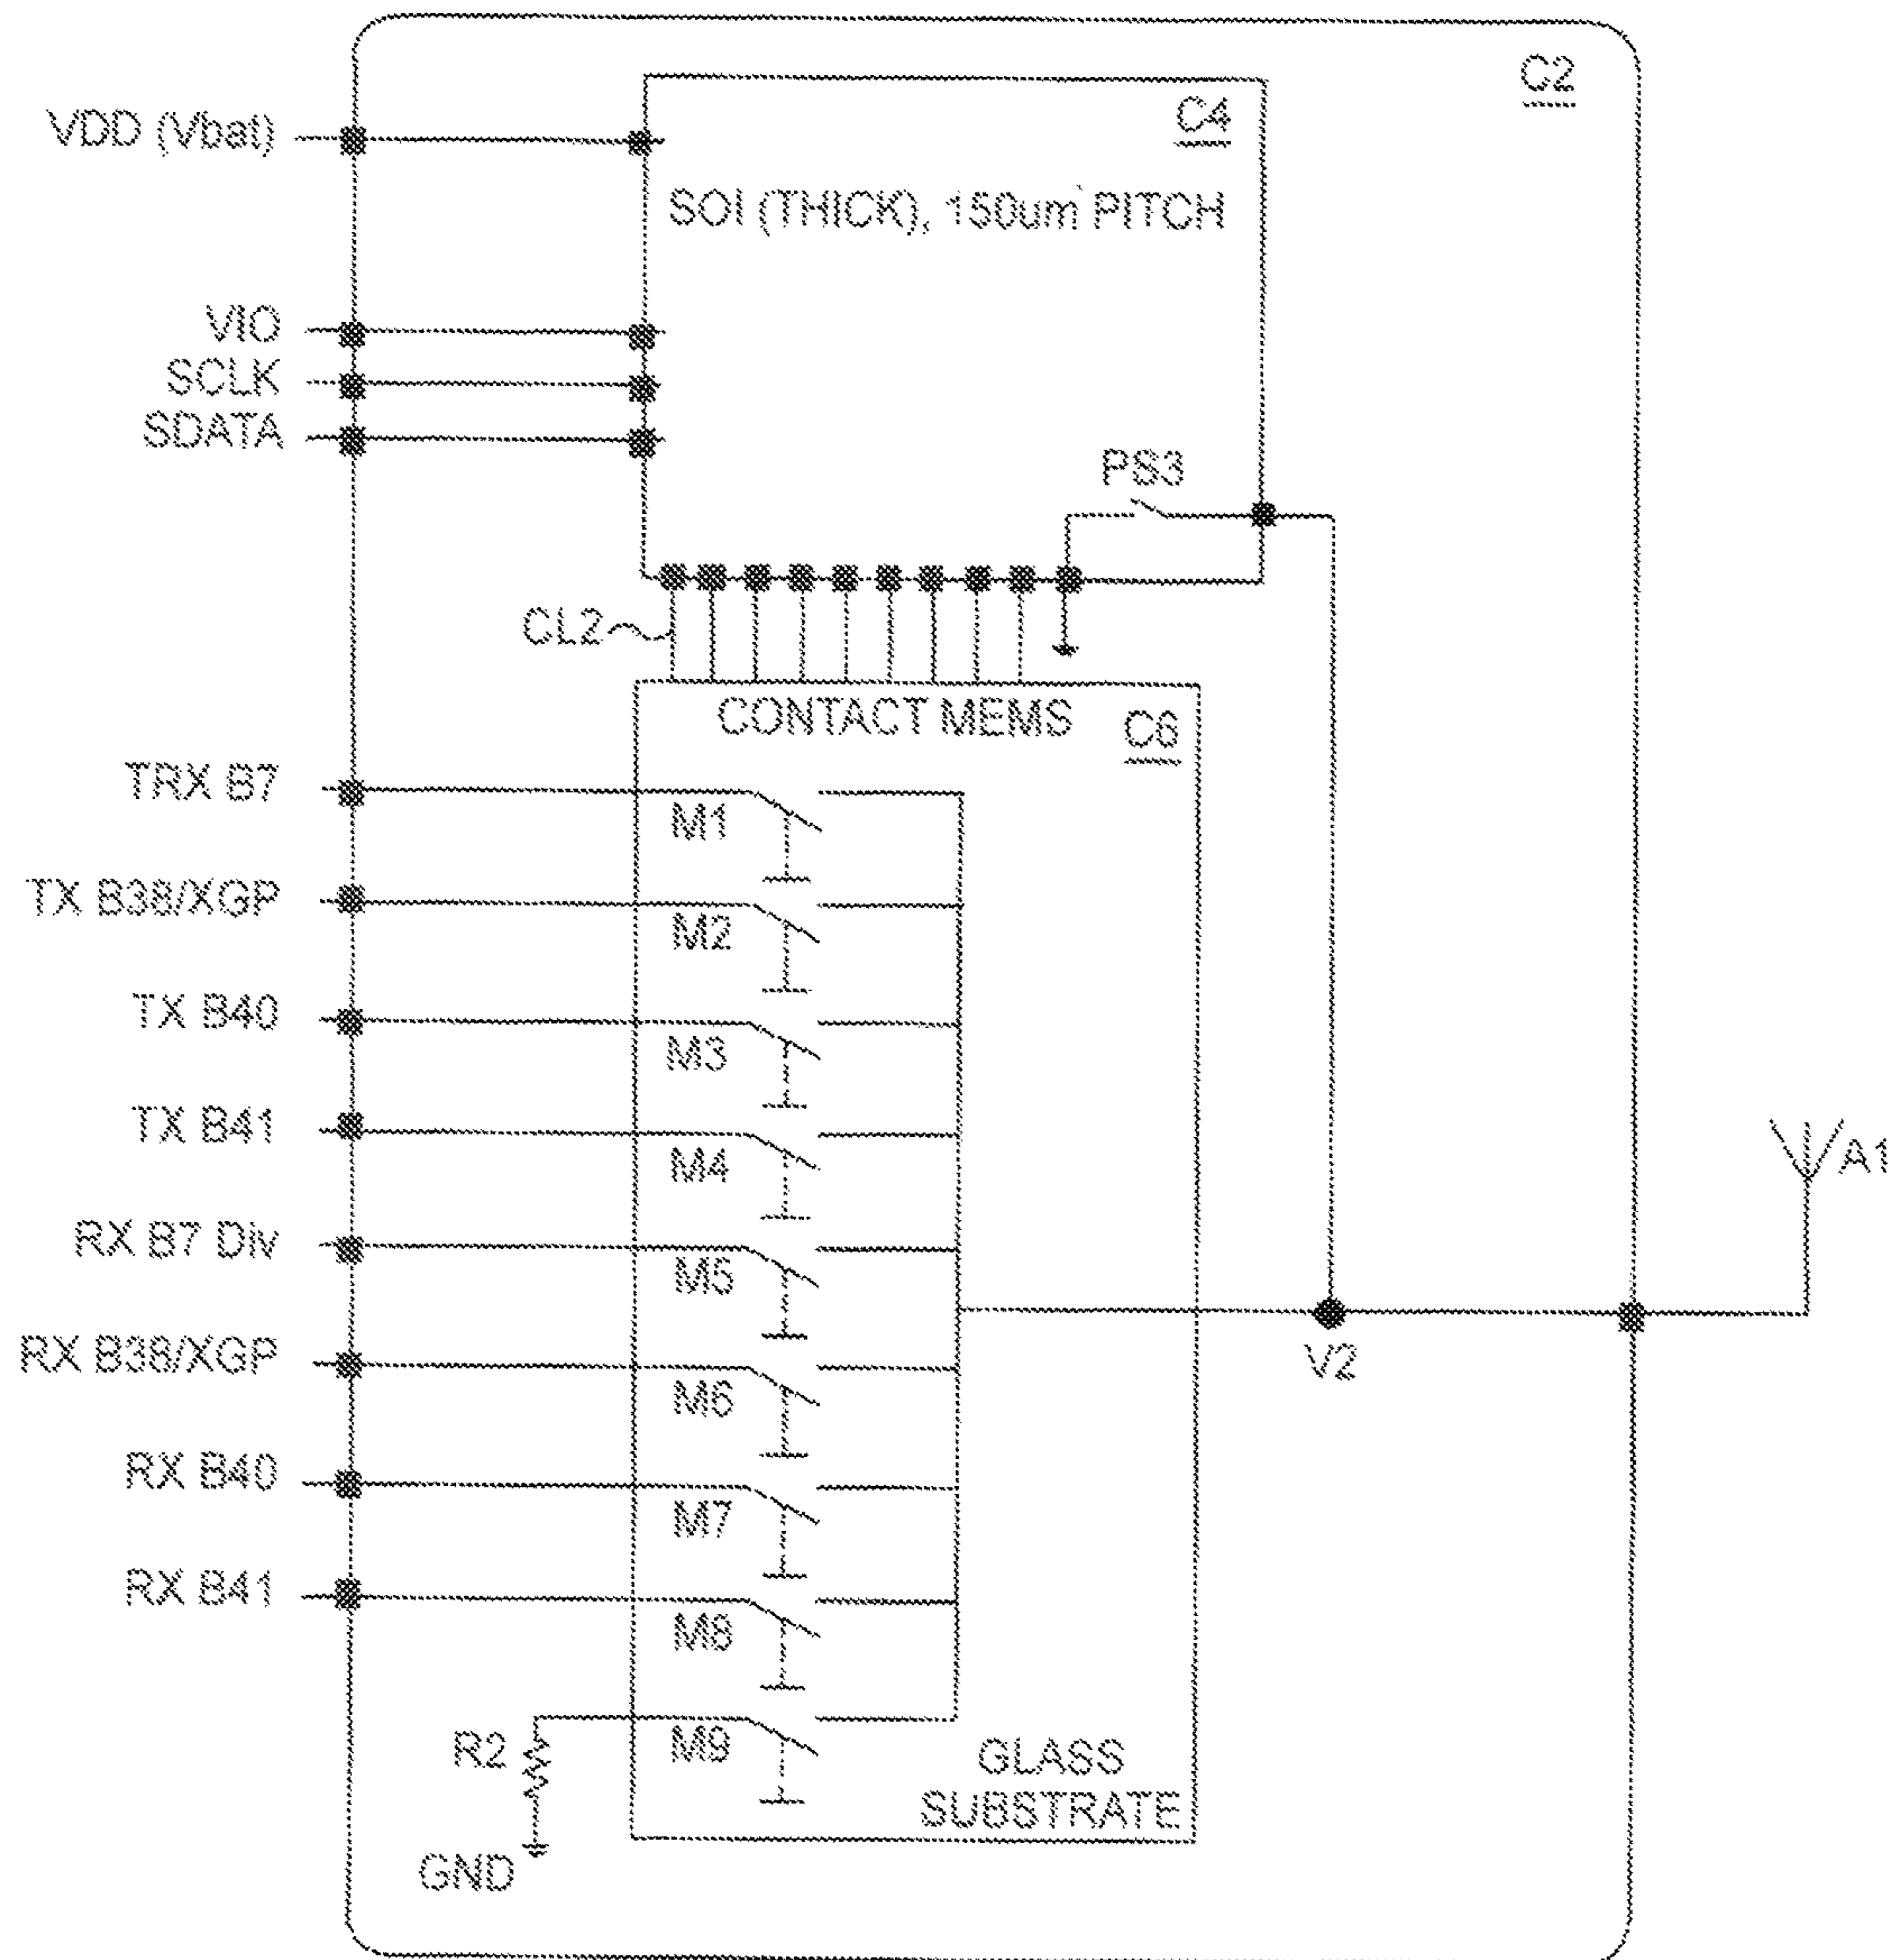 C2
C4
VDD (Vbat)
SOI (THICK), 150um PITCH
VIO
SCLK
SDATA
PS3
CL2
CONTACT MEMS
C6
TRX B7
M1
TX B38/XGP
M2
TX B40
M3
TX B41
M4
A1
RX B7 Div
M5
RX B38/XGP
V2
M6
RX B40
M7
RX B41
M8
R2
M9
GLASS
SUBSTRATE
GND